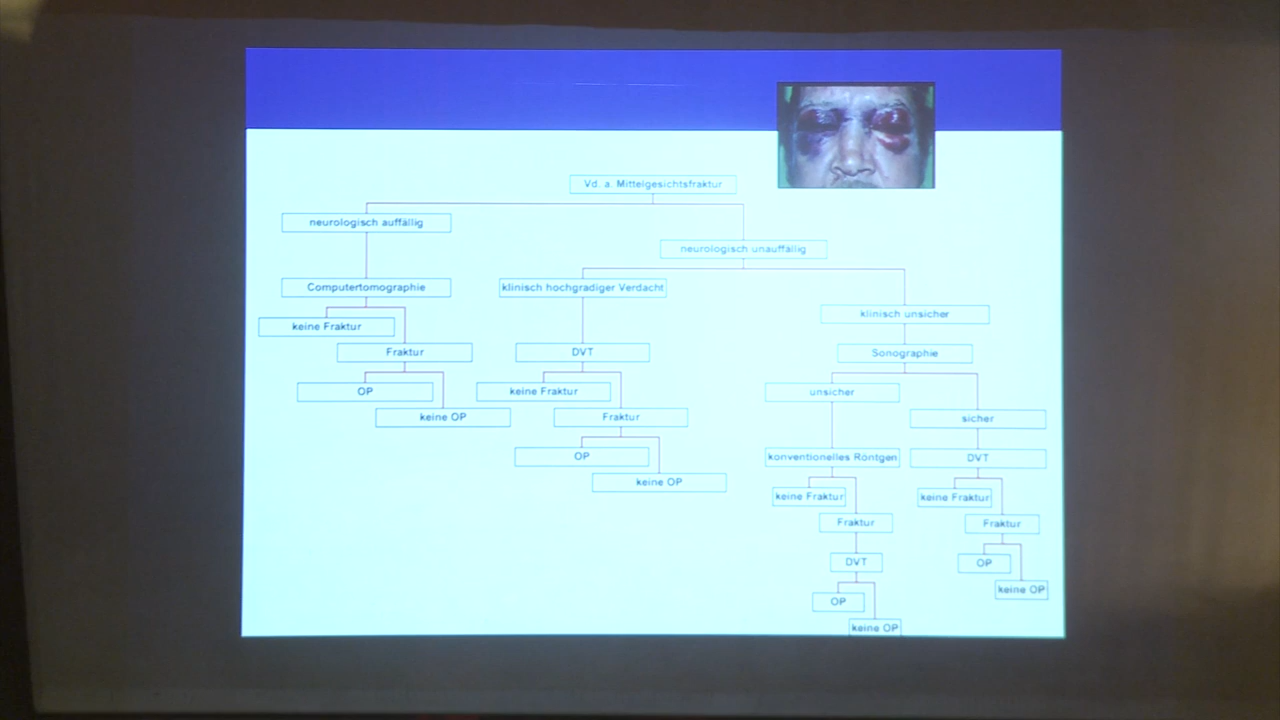 Vd. a. Mittelgesichtsfraktur
neurologisch auffällig
neurologisch unauffällig
Computertomographie
klinisch hochgradiger Verdacht
klinisch unsicher
keine Fraktur
Fraktur
DVT
Sonographie
OP
keine Fraktur
unsicher
keine OP
Fraktur
sicher
OP
konventionelles Röntgen
DVT
keine OP
keine Fraktur
keine Fraktur
Fraktur
Fraktur
DVT
OP
keine OP
OP
keine OP